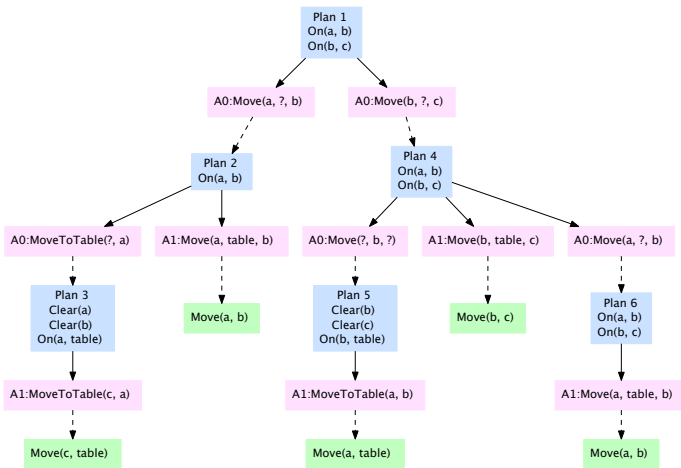 Plan 1
On(a, b)
On(b, c)
A0:Move(a, ?, b)
A0:Move(b, ?, c)
Plan 2
On(a, b)
Plan 4
On(a, b)
On(b, c)
A0:MoveToTable(?, a)
A1:Move(a, table, b)
A0:Move(?, b, ?)
A1:Move(b, table, c)
A0:Move(a, ?, b)
Plan 3
Clear(a)
Clear(b)
On(a, table)
Move(a, b)
Plan 5
Clear(b)
Clear(c)
On(b, table)
Move(b, c)
Plan 6
On(a, b)
On(b, c)
A1:MoveToTable(c, a)
A1:MoveToTable(a, b)
A1:Move(a, table, b)
Move(c, table)
Move(a, table)
Move(a, b)